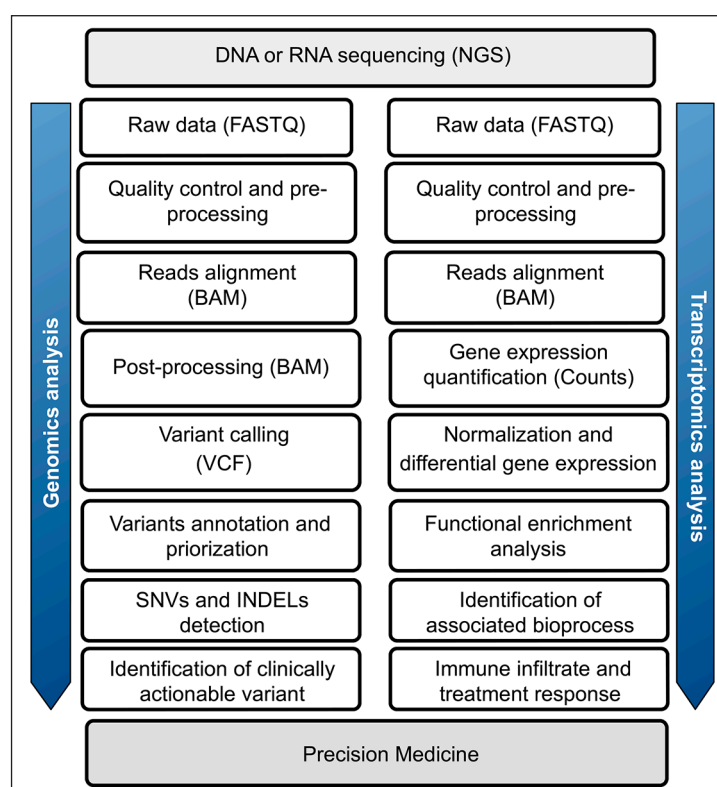 DNA or RNA sequencing (NGS)
Genomics analysis
Raw data (FASTQ)
Quality control and pre-
processing
Reads alignment
(BAM)
Post-processing (BAM)
Variant calling
(VCF)
Variants annotation and
priorization
SNVs and INDELs
detection
Identification of clinically
actionable variant
Raw data (FASTQ)
Quality control and pre-
processing
Reads alignment
(BAM)
Gene expression
quantification (Counts)
Normalization and
differential gene expression
Functional enrichment
analysis
Identification of
associated bioprocess
Immune infiltrate and
treatment response
Transcriptomics analysis
Precision Medicine